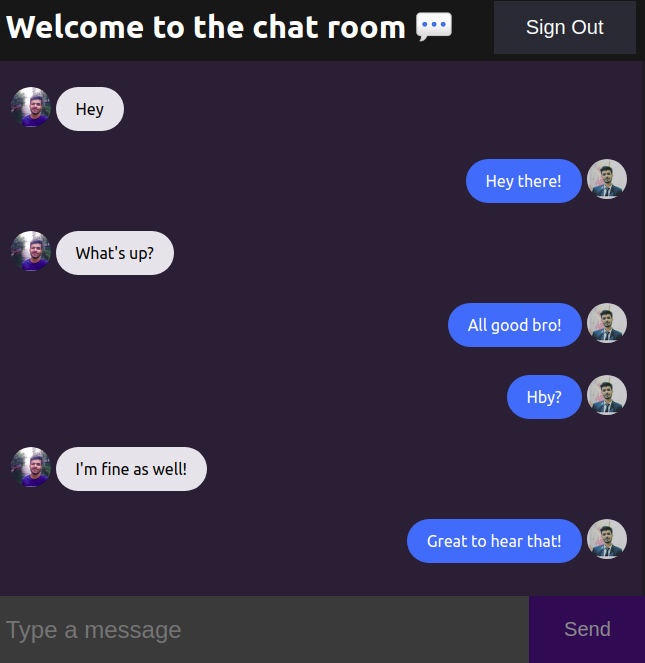 Welcome to the chat room 💬
Sign Out
Hey
Hey there!
What's up?
All good bro!
Hby?
I'm fine as well!
Great to hear that!
Type a message
Send